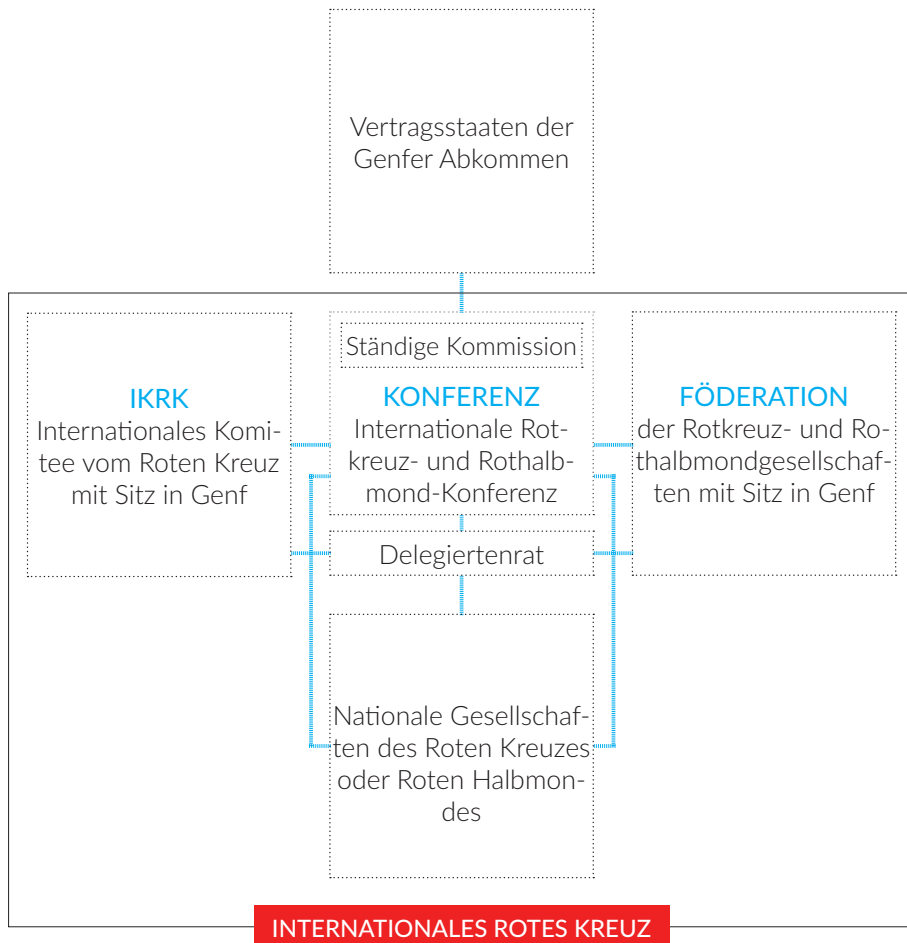 Vertragsstaaten der
Genfer Abkommen
IKRK
Internationales Komi-
tee vom Roten Kreuz
mit Sitz in Genf
Ständige Kommission
KONFERENZ
Internationale Rot-
kreuz- und Rothalb-
mond-Konferenz
FÖDERATION
der Rotkreuz- und Ro-
thalbmondgesellschaf-
ten mit Sitz in Genf
Delegiertenrat
Nationale Gesellschaf-
ten des Roten Kreuzes
oder Roten Halbmon-
des
INTERNATIONALES ROTES KREUZ